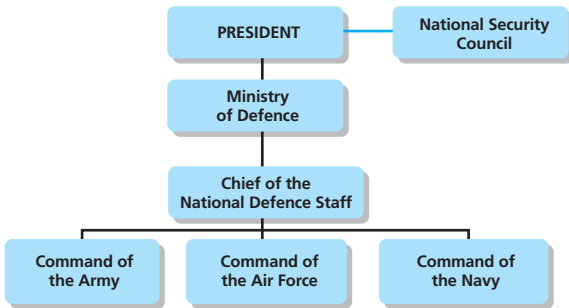 PRESIDENT
National Security
Council
Ministry
of Defence
Chief of the
National Defence Staff
Command of
the Army
Command of
the Air Force
Command of
the Navy